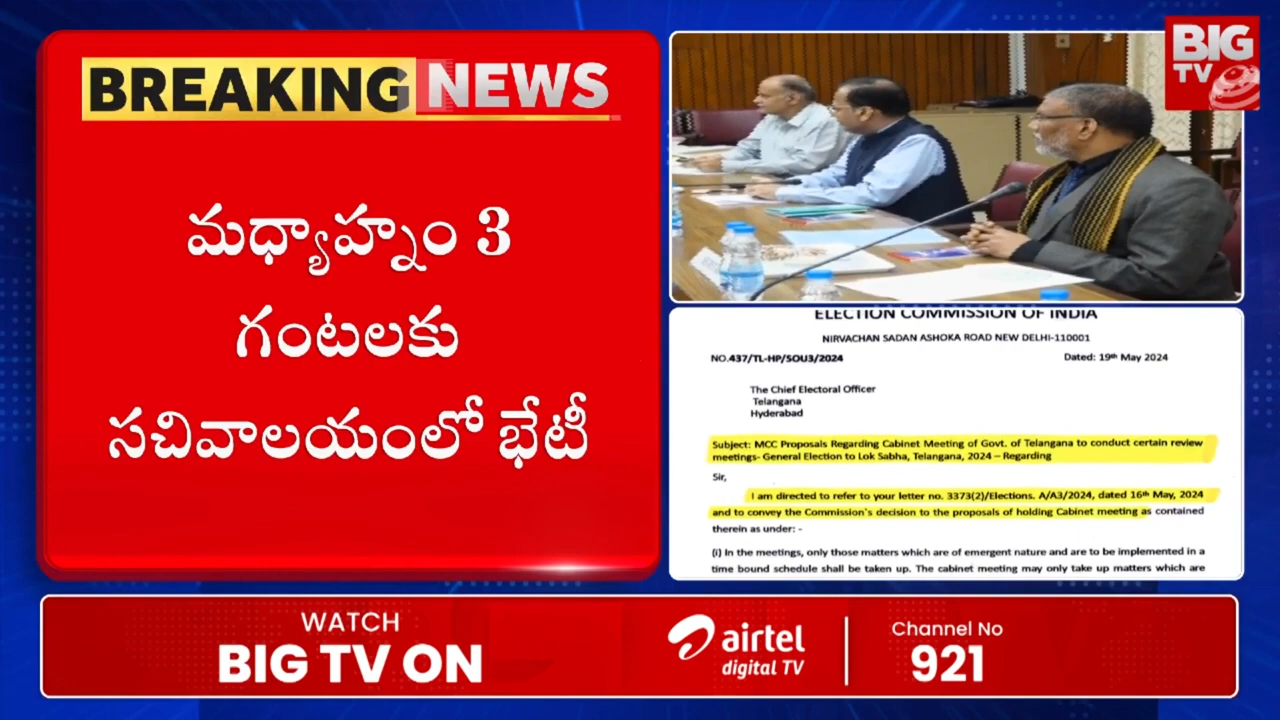 BREAKING NEWS
మధ్యాహ్నం 3
గంటలకు
సచివాలయంలో భేటీ
BIG
TV
ELECTION COMMISSION OF INDIA
NIRVACHAN SADAN ASHOKA ROAD NEW DELHI-110001
NO.437/TL-HP/SOU3/2024 Dated: 19th May 2024
The Chief Electoral Officer
Telangana
Hyderabad
Subject: MCC Proposals Regarding Cabinet Meeting of Govt. of Telangana to conduct certain review
meetings- General Election to Lok Sabha, Telangana, 2024 – Regarding
Sir,
I am directed to refer to your letter no. 3373(2)/Elections. A/A3/2024, dated 16th May, 2024
and to convey the Commission's decision to the proposals of holding Cabinet meeting as contained
therein as under: -
(i) In the meetings, only those matters which are of emergent nature and are to be implemented in a
time bound schedule shall be taken up. The cabinet meeting may only take up matters which are
WATCH
BIG TV ON
airtel
digital TV
Channel No
921